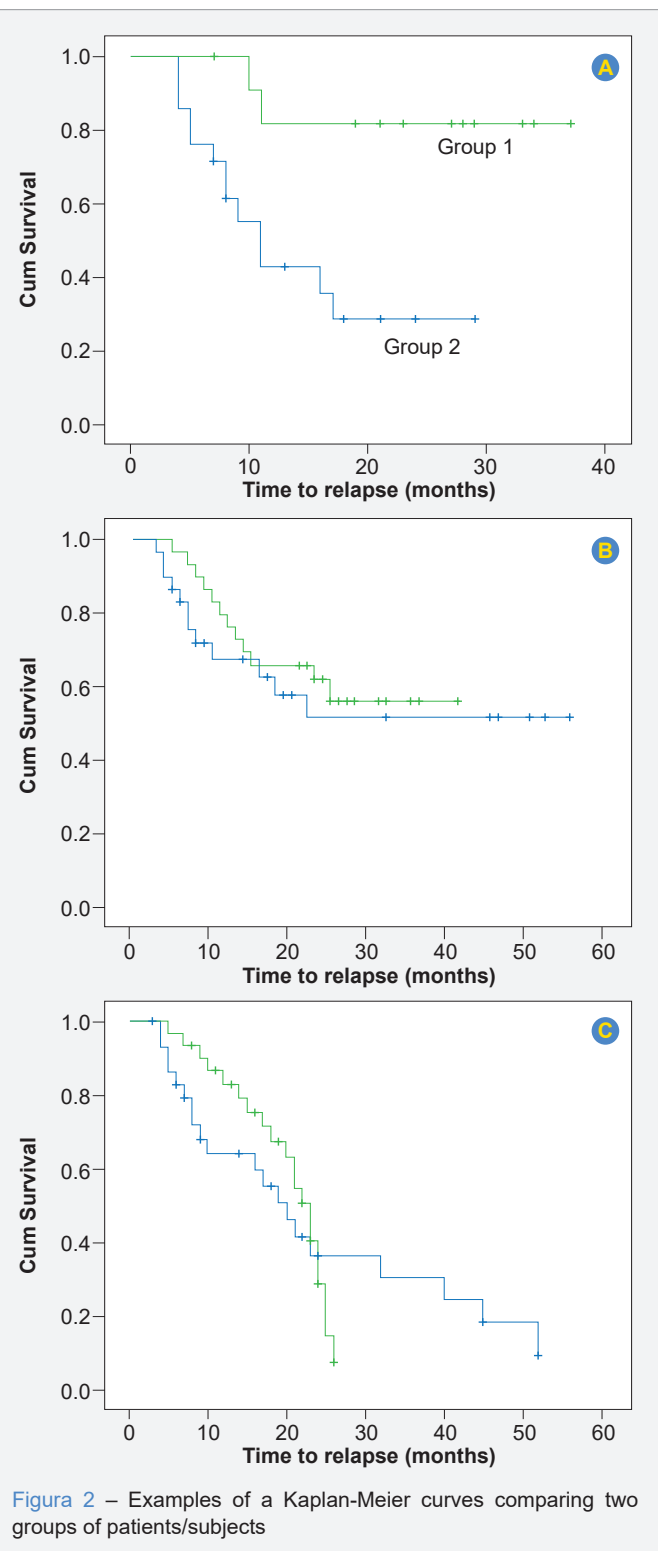 A
1.0
0.8
0.6
0.4
0.2
0.0
Cum Survival
Group 1
Group 2
0 10 20 30 40
Time to relapse (months)
B
1.0
0.8
0.6
0.4
0.2
0.0
Cum Survival
0 10 20 30 40 50 60
Time to relapse (months)
C
1.0
0.8
0.6
0.4
0.2
0.0
Cum Survival
0 10 20 30 40 50 60
Time to relapse (months)
Figura 2 – Examples of a Kaplan-Meier curves comparing two
groups of patients/subjects